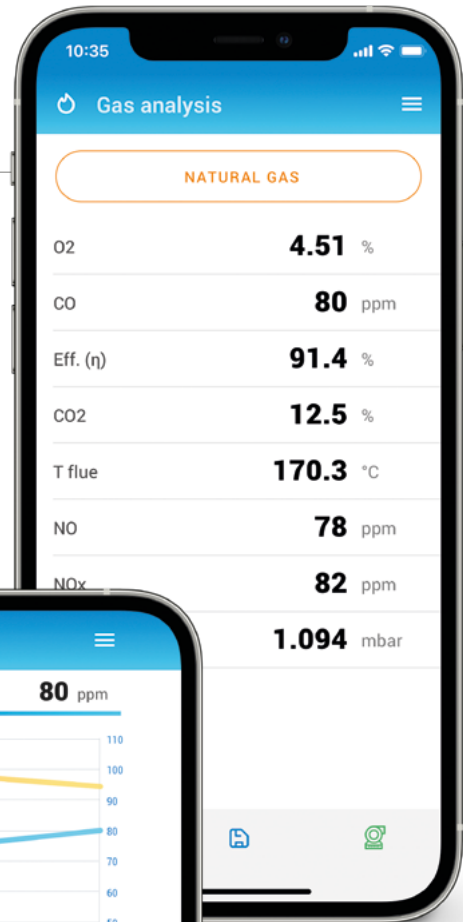 10:35
Gas analysis
NATURAL GAS
O2 4.51 %
CO 80 ppm
Eff. (η) 91.4 %
CO2 12.5 %
T flue 170.3 °C
NO 78 ppm
NOx 82 ppm
1.094 mbar
80 ppm
110
100
90
80
70
60